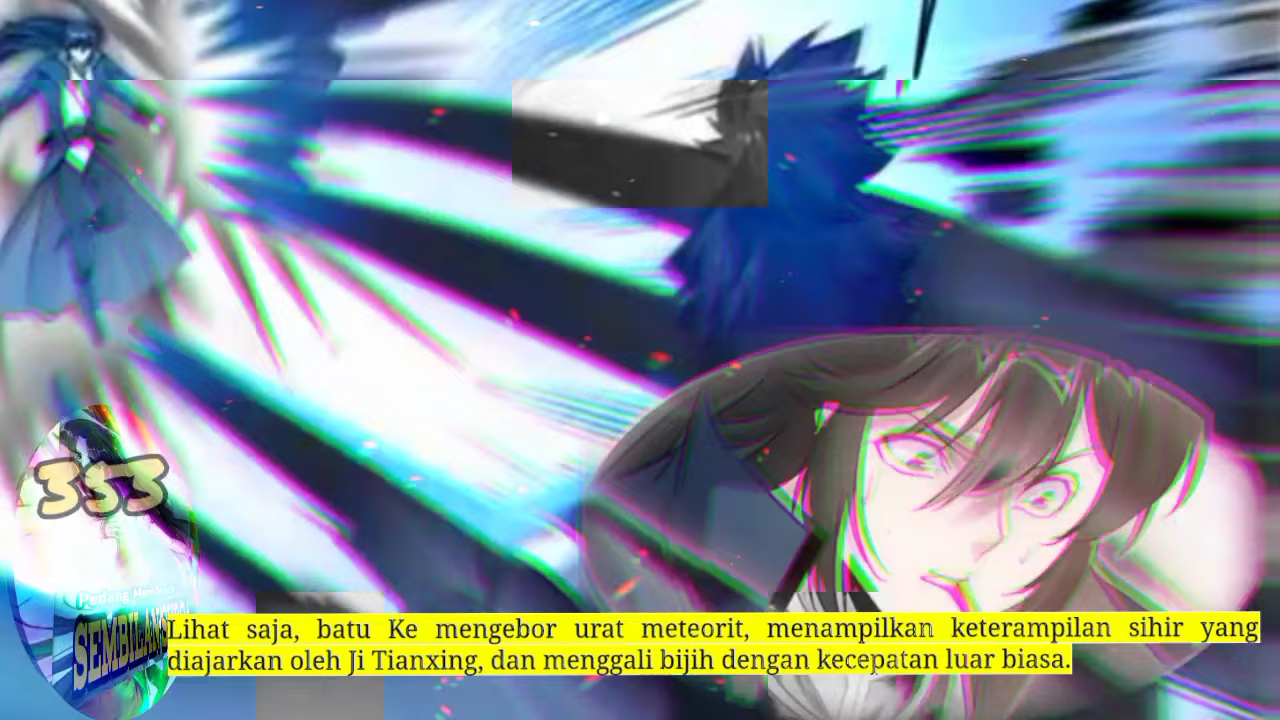 353
Pedang Membelah
SEMBILAN
Lihat saja, batu Ke mengebor urat meteorit, menampilkan keterampilan sihir yang
diajarkan oleh Ji Tianxing, dan menggali bijih dengan kecepatan luar biasa.